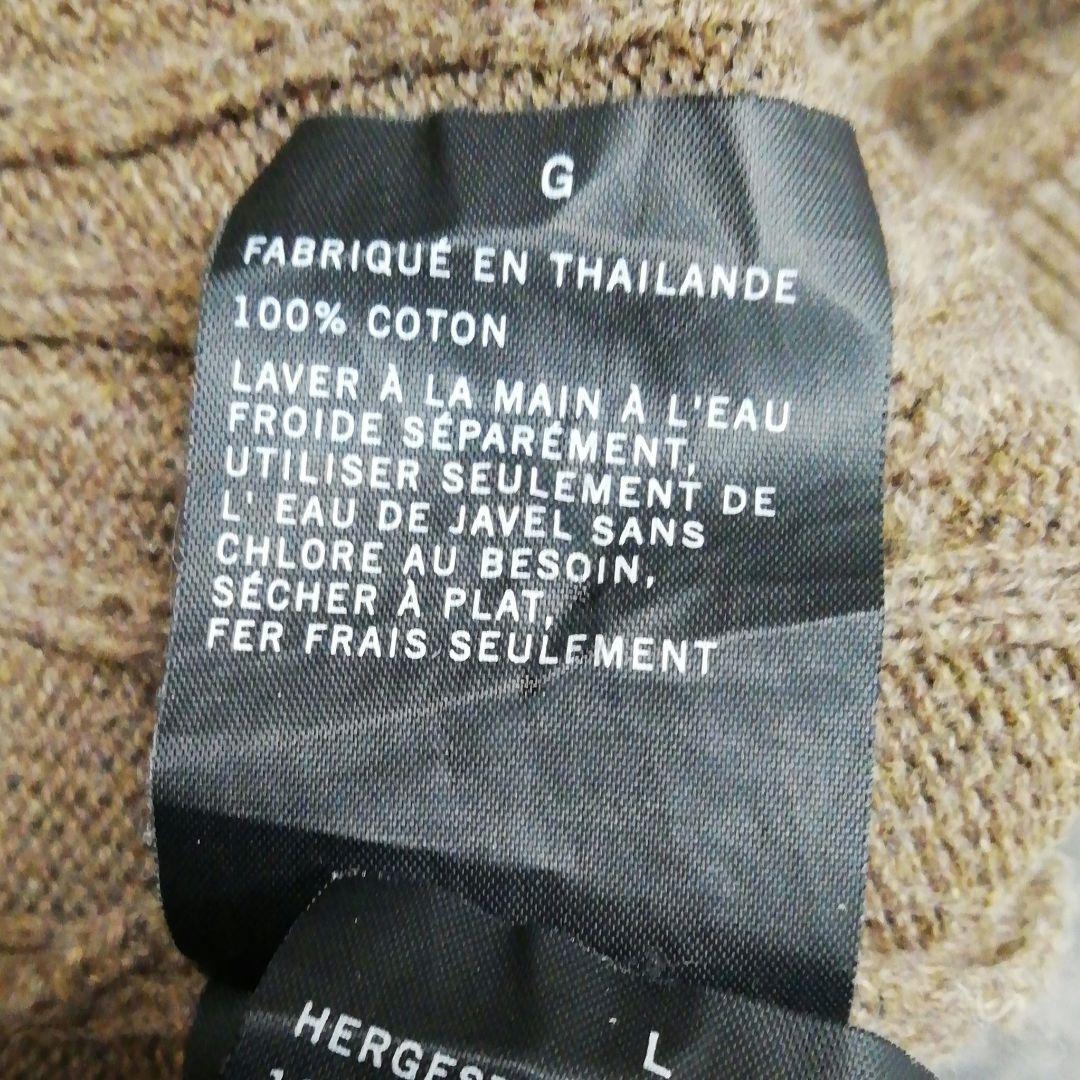 G
FABRIQUÉ EN THAILANDE
100% COTON
LAVER À LA MAIN À L'EAU
FROIDE SÉPARÉMENT,
UTILISER SEULEMENT DE
L' EAU DE JAVEL SANS
CHLORE AU BESOIN,
SÉCHER À PLAT,
FER FRAIS SEULEMENT
L